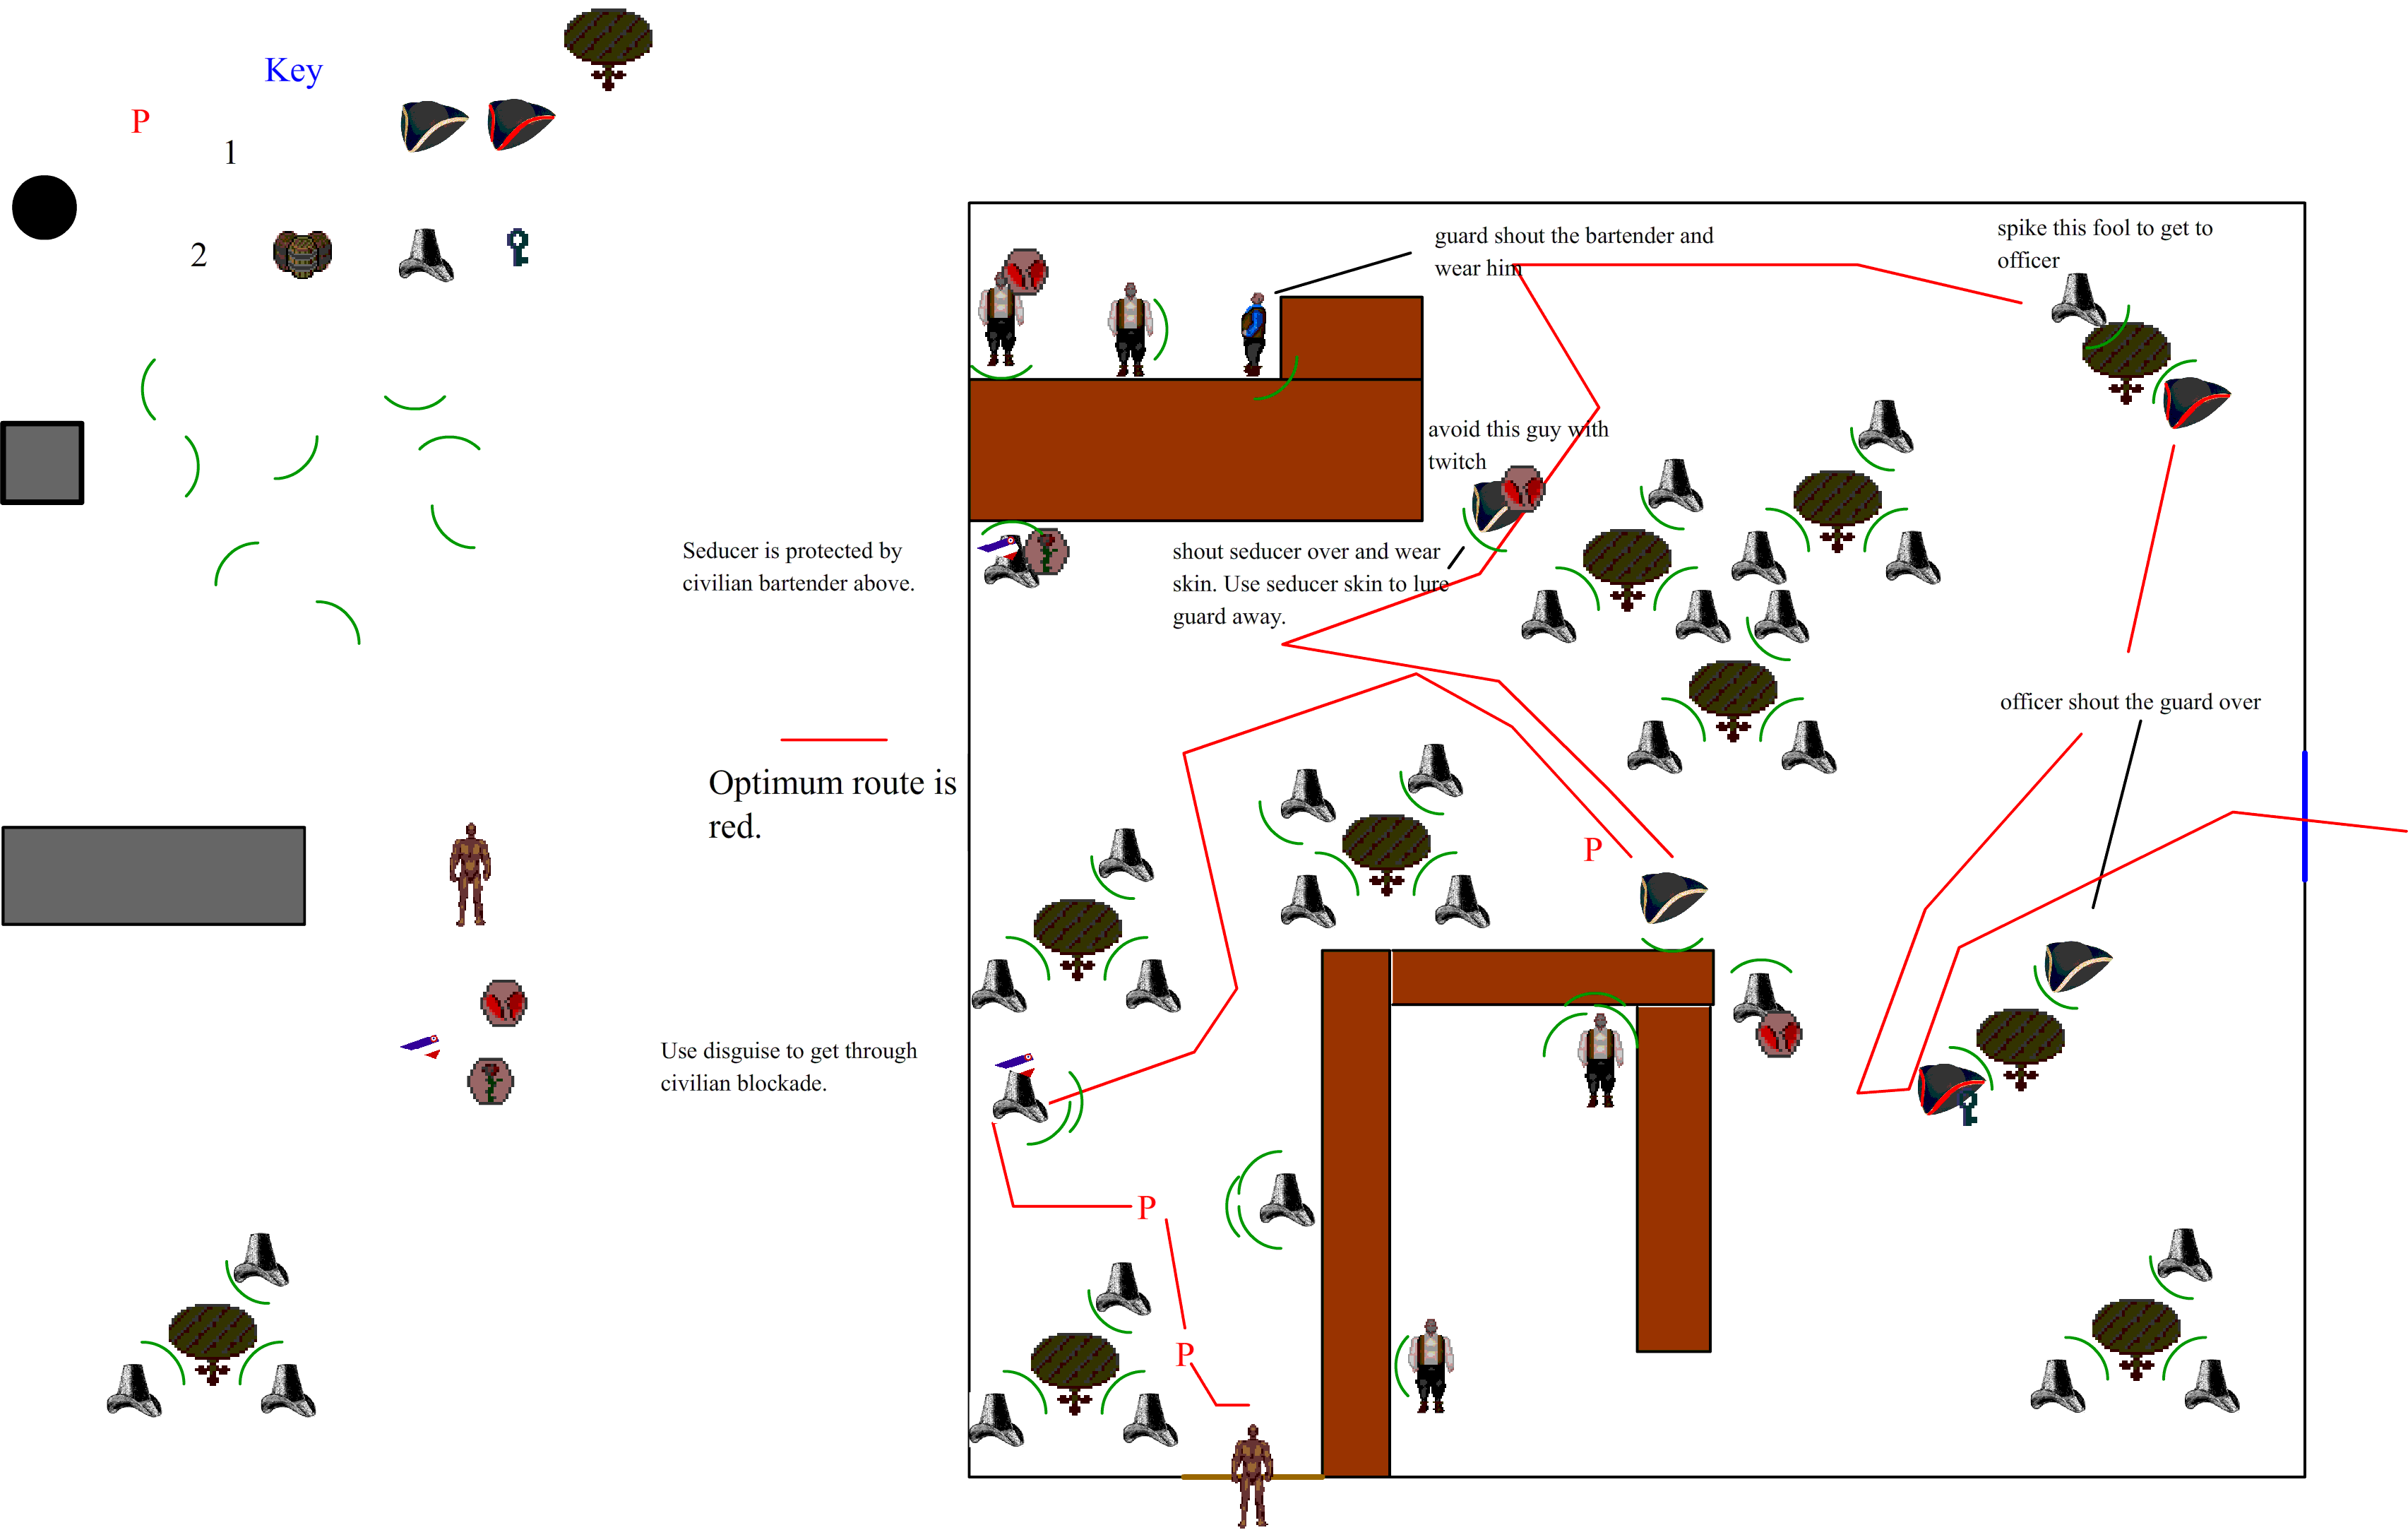 Key
P
1
2
guard shout the bartender and
wear him
spike this fool to get to
officer
avoid this guy with
twitch
Seducer is protected by
civilian bartender above.
shout seducer over and wear
skin. Use seducer skin to lure
guard away.
officer shout the guard over
Optimum route is
red.
P
Use disguise to get through
civilian blockade.
P
P